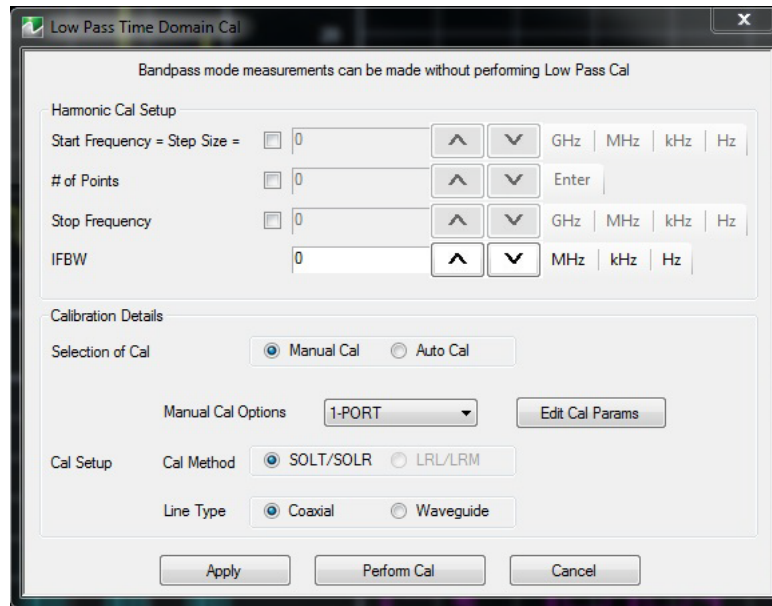 Low Pass Time Domain Cal
Bandpass mode measurements can be made without performing Low Pass Cal
Harmonic Cal Setup
Start Frequency = Step Size = 0 GHz MHz kHz Hz
# of Points 0 Enter
Stop Frequency 0 GHz MHz kHz Hz
IFBW 0 MHz kHz Hz
Calibration Details
Selection of Cal Manual Cal Auto Cal
Manual Cal Options 1-PORT Edit Cal Params
Cal Setup Cal Method SOLT/SOLR LRL/LRM
Line Type Coaxial Waveguide
Apply Perform Cal Cancel